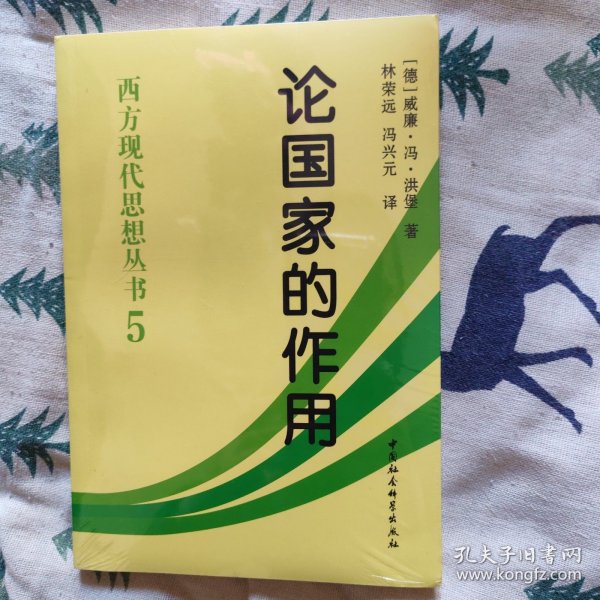 [德]威廉·冯·洪堡 著
林荣远 冯兴元 译
论国家的作用
西方现代思想丛书5
中国社会科学出版社
孔夫子旧书网
www.kongfz.com